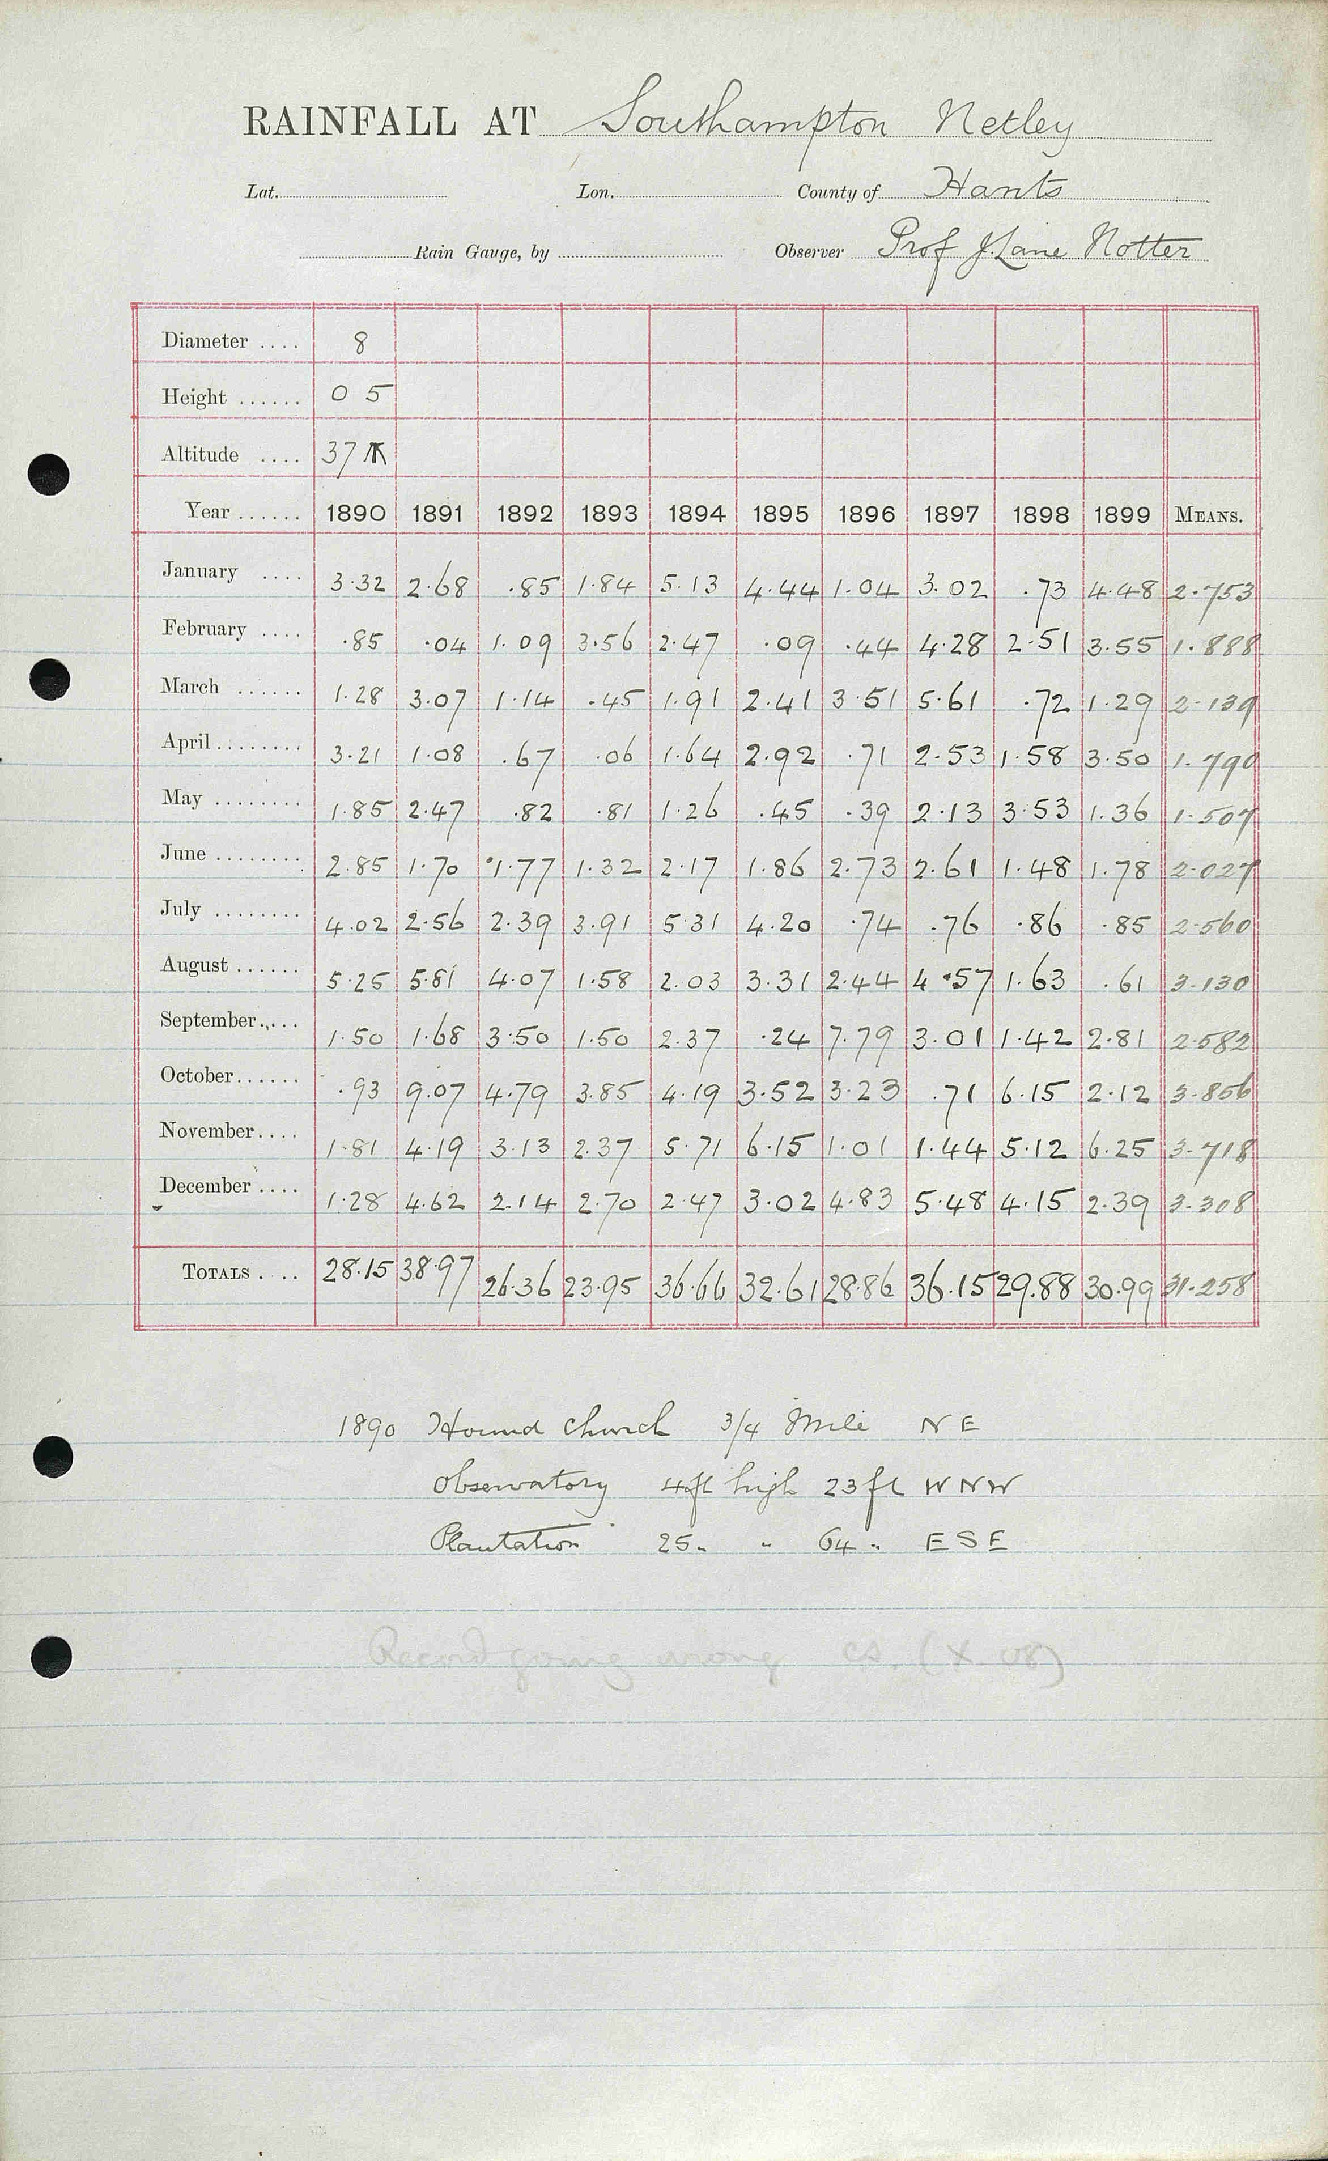 RAINFALL AT Southampton Netley
Lat. Lon. County of Hants
Rain Gauge, by Observer Prof J. Lane Notter
Diameter .... 8
Height ...... 0 5
Altitude .... 37
Year ...... 1890 1891 1892 1893 1894 1895 1896 1897 1898 1899 MEANS.
January .... 3.32 2.68 .85 1.84 5.13 4.44 1.04 3.02 .73 4.48 2.753
February .... .85 .04 1.09 3.56 2.47 .09 .44 4.28 2.51 3.55 1.888
March ...... 1.28 3.07 1.14 .45 1.91 2.41 3.51 5.61 .72 1.29 2.139
April ........ 3.21 1.08 .67 .06 1.64 2.92 .71 2.53 1.58 3.50 1.790
May ........ 1.85 2.47 .82 .81 1.26 .45 .39 2.13 3.53 1.36 1.507
June ........ 2.85 1.70 1.77 1.32 2.17 1.86 2.73 2.61 1.48 1.78 2.027
July ........ 4.02 2.56 2.39 3.91 5.31 4.20 .74 .76 .86 .85 2.560
August ...... 5.25 5.81 4.07 1.58 2.03 3.31 2.44 4.57 1.63 .61 3.130
September..... 1.50 1.68 3.50 1.50 2.37 .24 7.79 3.01 1.42 2.81 2.582
October...... .93 9.07 4.79 3.85 4.19 3.52 3.23 .71 6.15 2.12 3.856
November.... 1.81 4.19 3.13 2.37 5.71 6.15 1.01 1.44 5.12 6.25 3.718
December .... 1.28 4.62 2.14 2.70 2.47 3.02 4.83 5.48 4.15 2.39 3.308
TOTALS .... 28.15 38.97 26.36 23.95 36.66 32.61 28.86 36.15 29.88 30.99 31.258
1890 Hound Church 3/4 Mile N E
Observatory 4ft high 23 ft W N W
Plantation 25 " " 64 " E S E
Record going wrong cs. (X. 08)